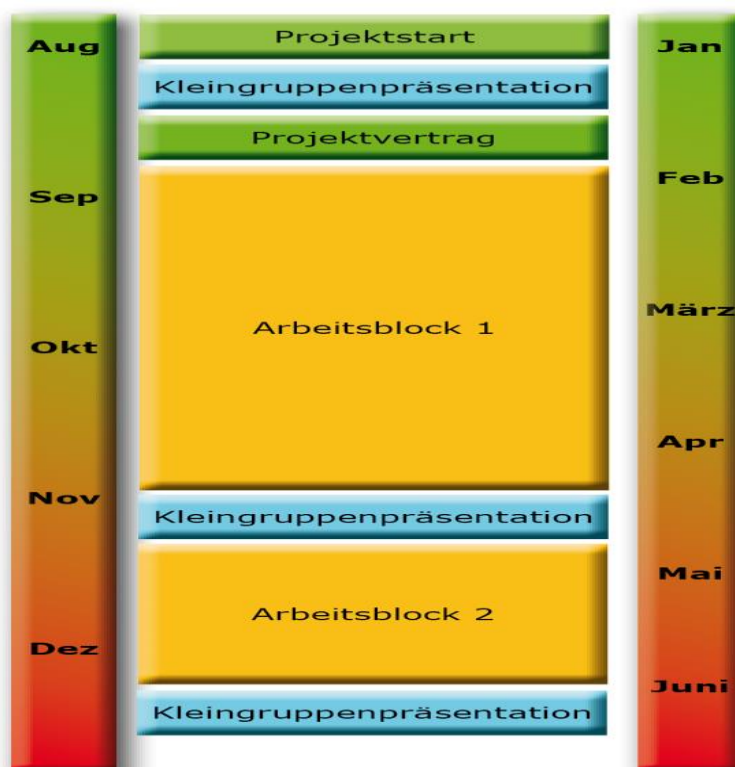 Aug
Sep
Okt
Nov
Dez
Projektstart
Kleingruppenpräsentation
Projektvertrag
Arbeitsblock 1
Kleingruppenpräsentation
Arbeitsblock 2
Kleingruppenpräsentation
Jan
Feb
März
Apr
Mai
Juni